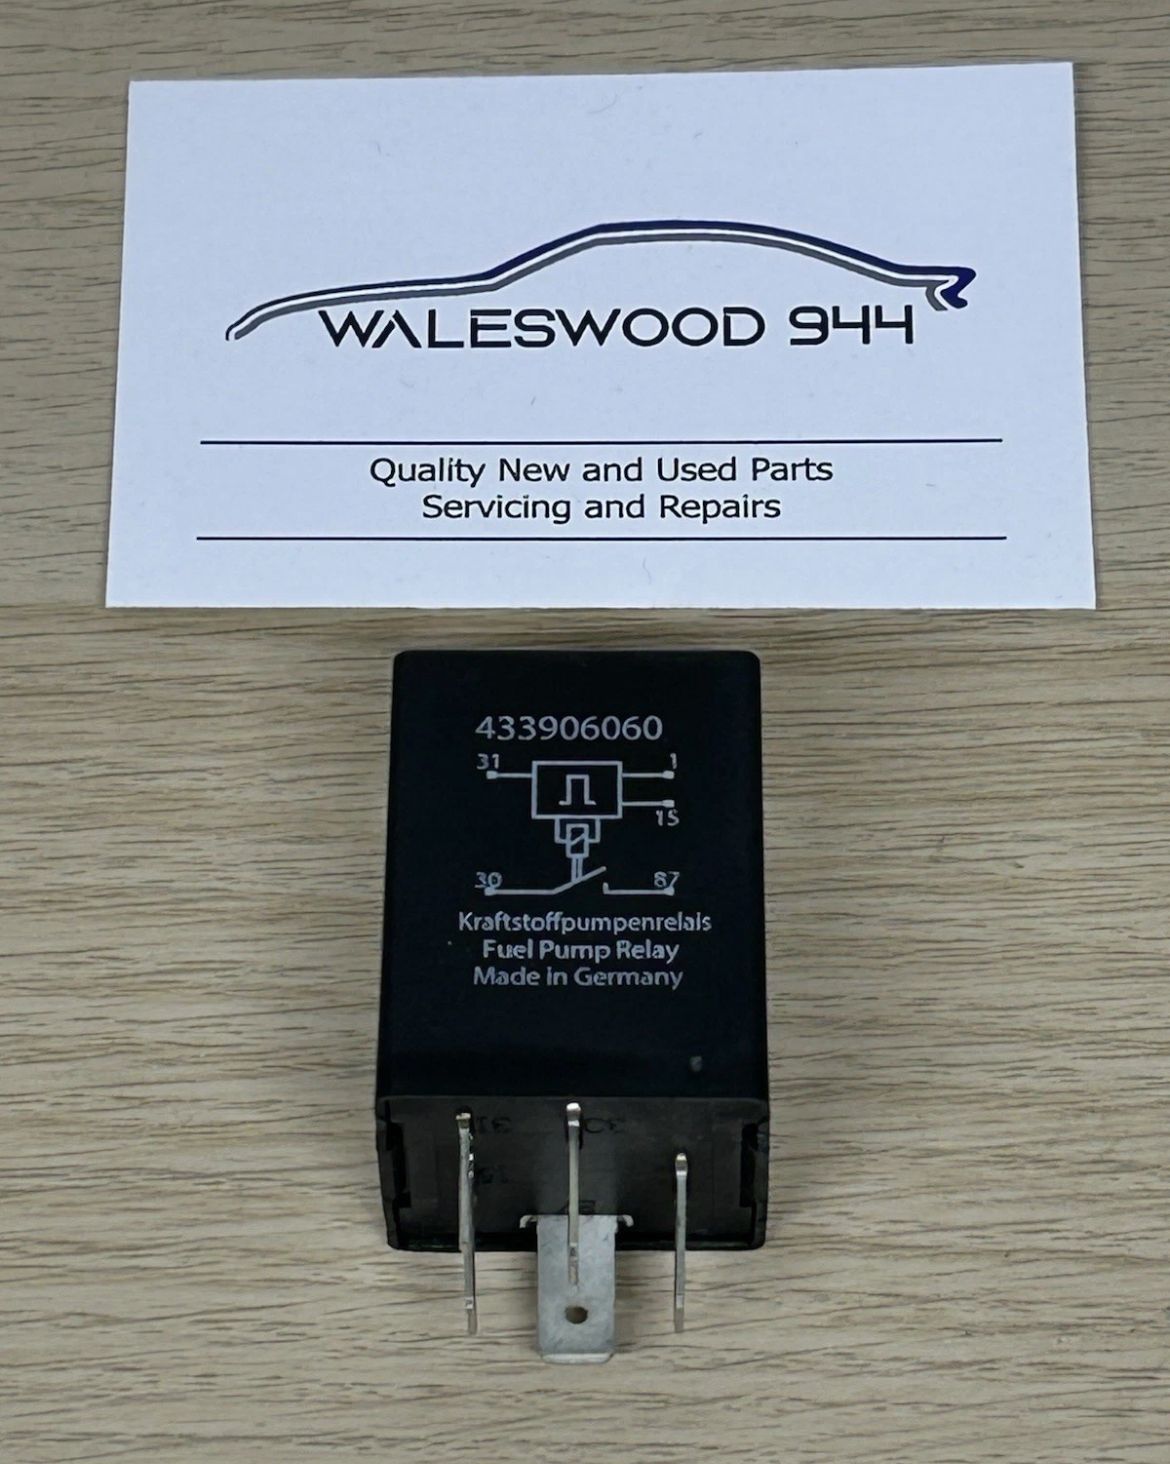 WALESWOOD 944
Quality New and Used Parts
Servicing and Repairs
433906060
31 1
15
30 87
Kraftstoffpumpenrelais
Fuel Pump Relay
Made in Germany
31